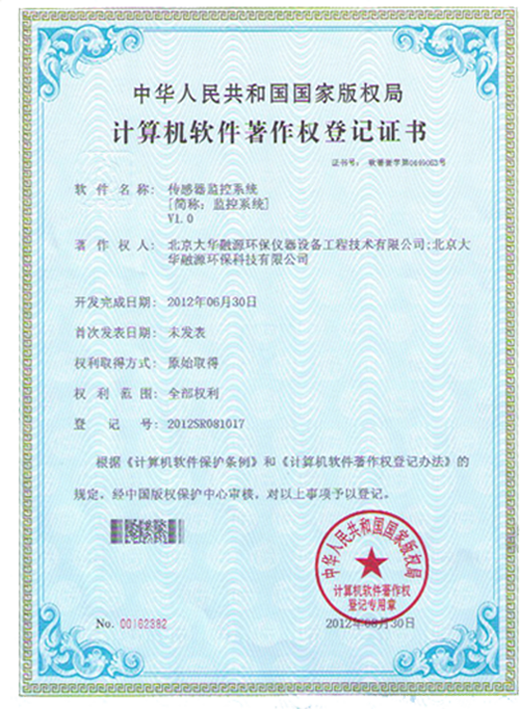 中华人民共和国国家版权局
计算机软件著作权登记证书
证书号： 软著登字第
软件名称： 传感器监控系统
[简称：监控系统]
V1.0
著作权人： 北京大华融源环保仪器设备工程技术有限公司;北京大
华融源环保科技有限公司
开发完成日期： 2012年06月30日
首次发表日期： 未发表
权利取得方式： 原始取得
权利范围： 全部权利
登记号： 2012SR081017
根据《计算机软件保护条例》和《计算机软件著作权登记办法》的
规定，经中国版权保护中心审核，对以上事项予以登记。
中华人民共和国国家版权局
计算机软件著作权
登记专用章
No. 00162382
2012年08月30日